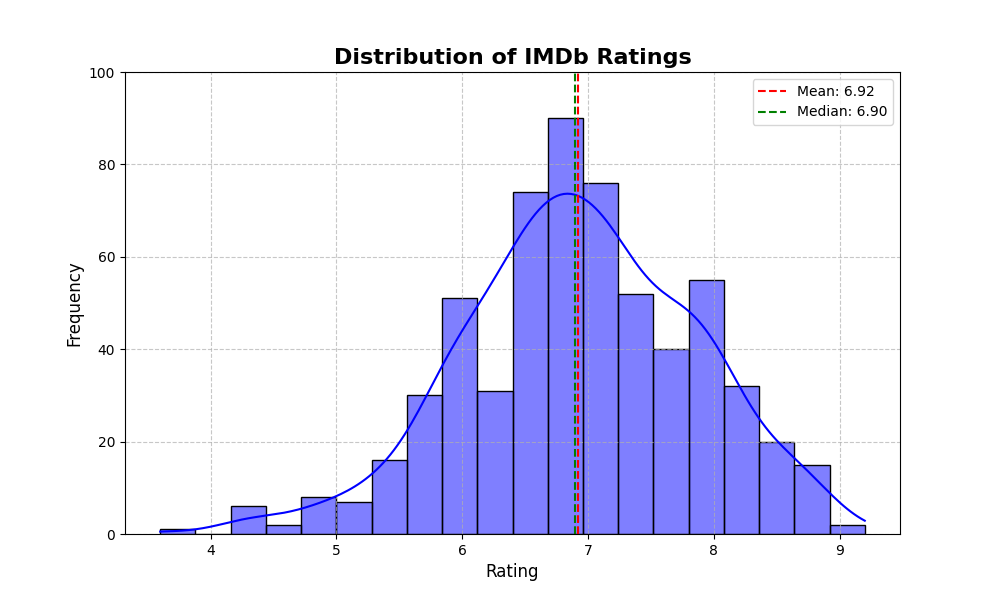 Distribution of IMDb Ratings
Mean: 6.92
Median: 6.90
Frequency
100
80
60
40
20
0
4 5 6 7 8 9
Rating